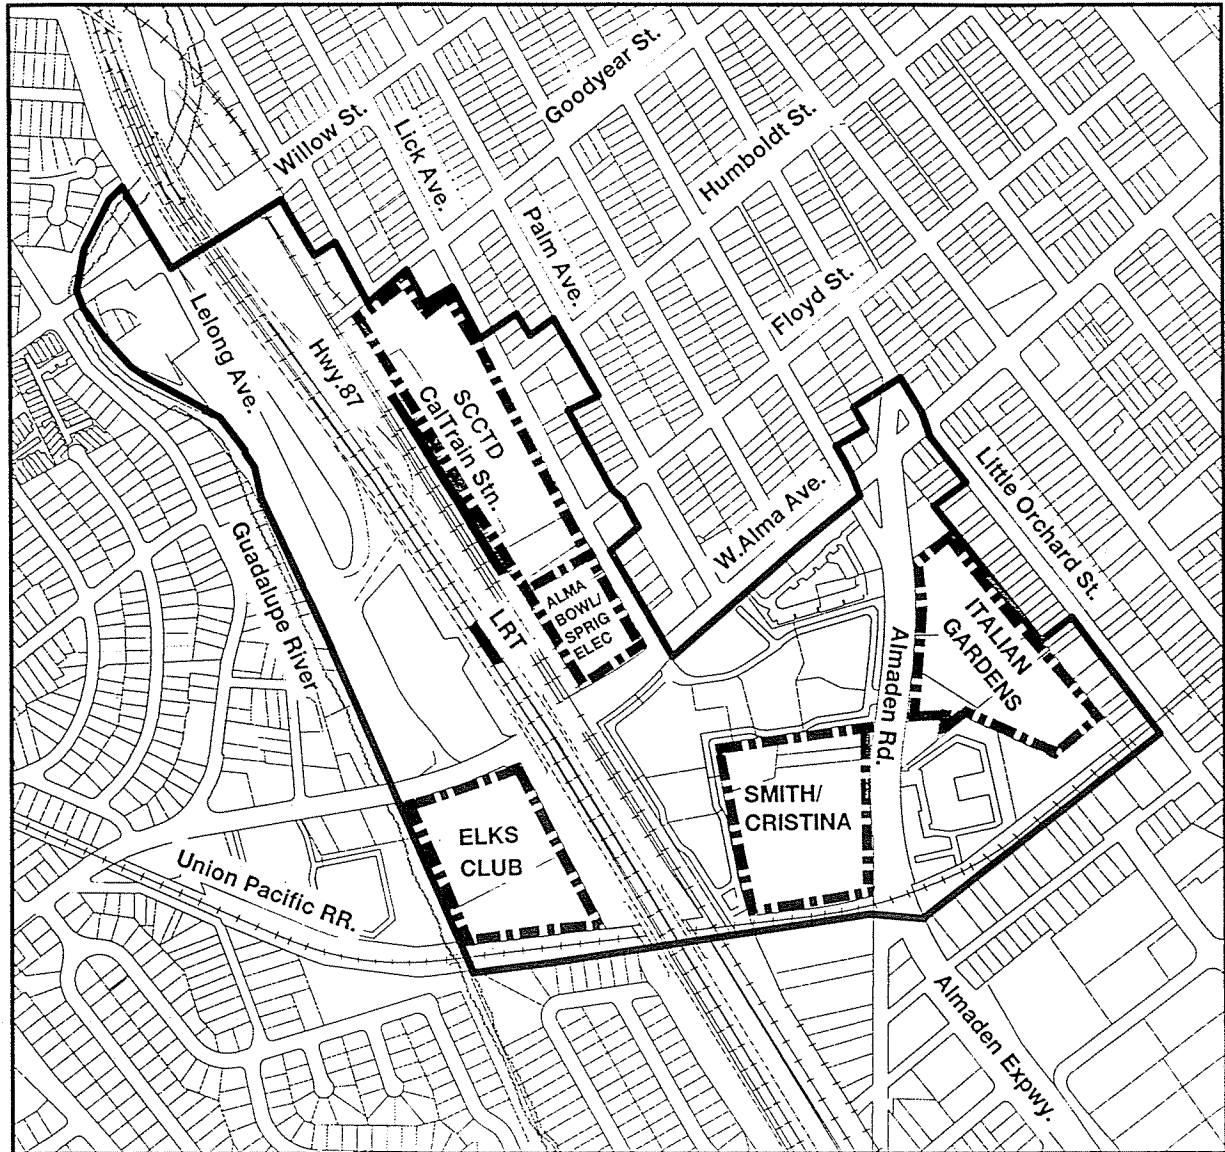 Goodyear St.
Willow St.
Lick Ave.
Humboldt St.
Palm Ave.
Floyd St.
Lelong Ave.
Hwy.87
SCCTD
CalTrain Stn.
Little Orchard St.
W.Alma Ave.
Guadalupe River
LRT
ALMA
BOWL/
SPRIG
ELEC
ITALIAN
GARDENS
Almaden Rd.
SMITH/
CRISTINA
ELKS
CLUB
Union Pacific RR.
Almaden Expwy.